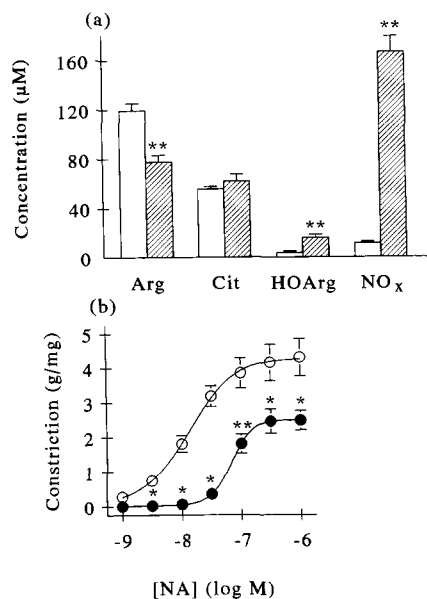 (a)
Concentration (µM)
160
120
80
40
0
**
**
**
Arg Cit HOArg NOx
(b)
Constriction (g/mg)
5
4
3
2
1
0
* * * ** * *
-9 -8 -7 -6
[NA] (log M)